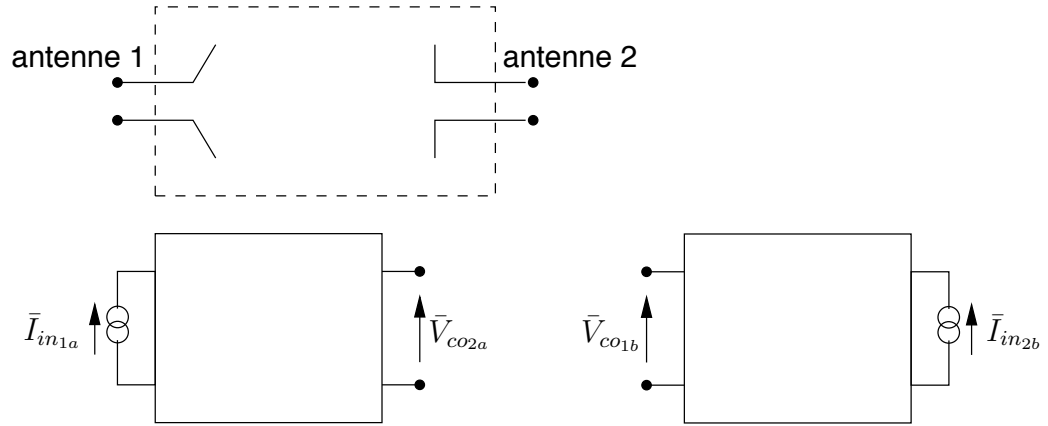 antenne 1
antenne 2
Ī_{in_{1a}}
V̄_{co_{2a}}
V̄_{co_{1b}}
Ī_{in_{2b}}